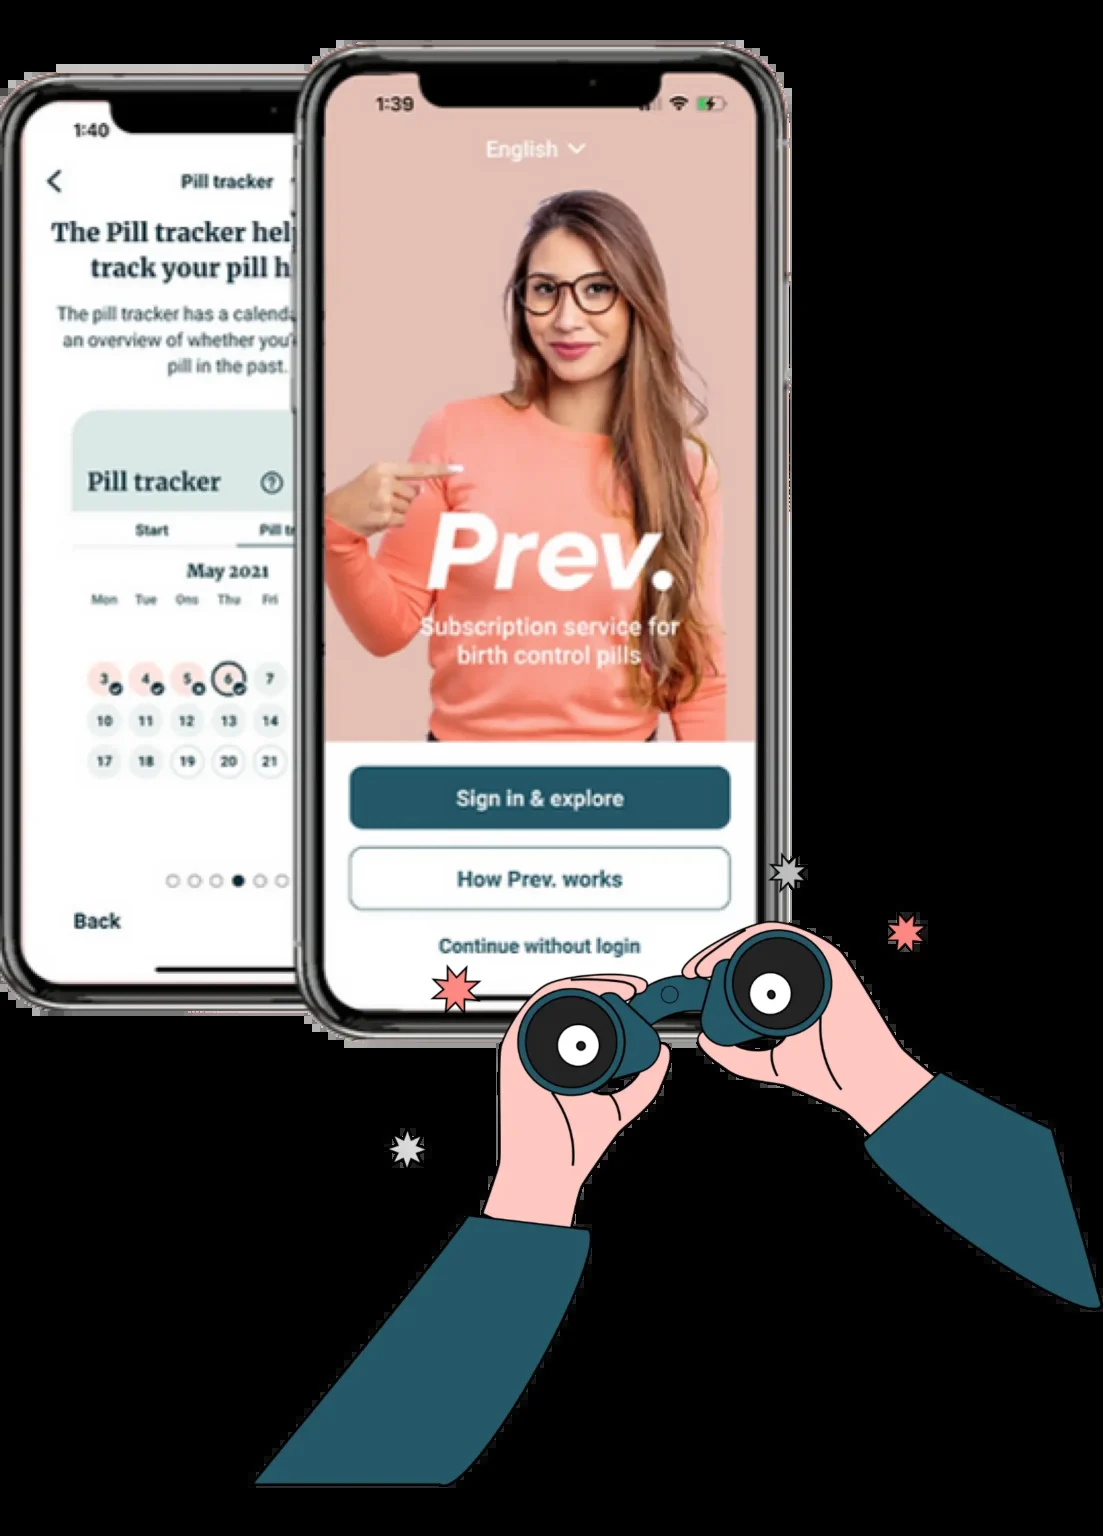 1:40
Pill tracker
The Pill tracker hel
track your pill h
The pill tracker has a calend
an overview of whether you'
pill in the past.
Pill tracker
Start Pill tr
May 2021
Mon Tue Ons Thu Fri
3 4 5 6 7
10 11 12 13 14
17 18 19 20 21
Back
1:39
English
Prev.
Subscription service for
birth control pills
Sign in & explore
How Prev. works
Continue without login